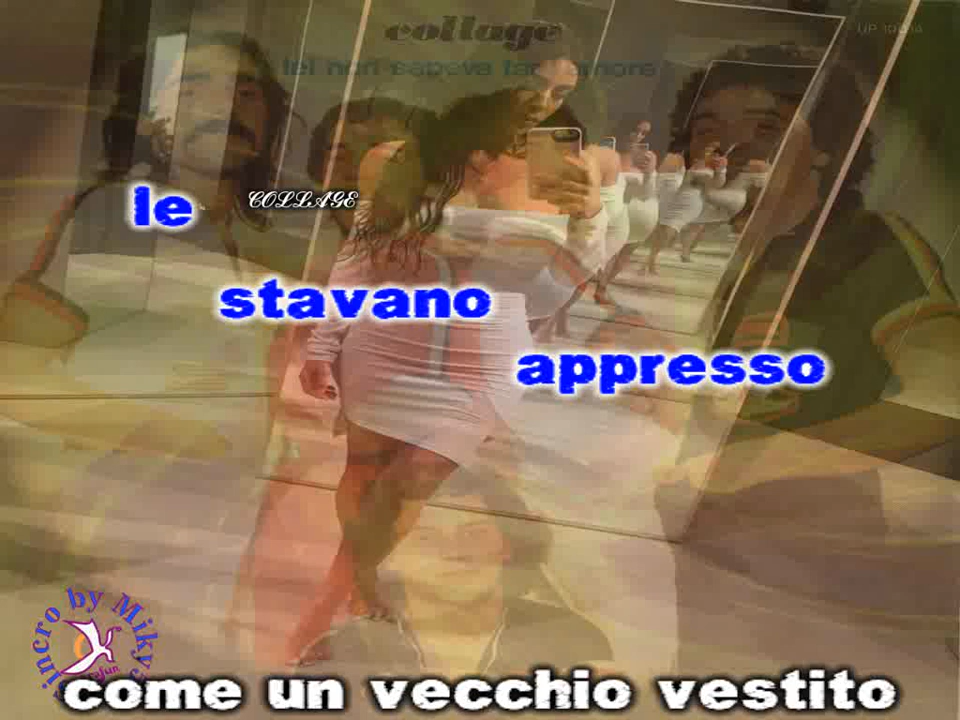 collage
lei non sapeva fare l'amore
le
COLLAGE
stavano
appresso
incro by Miky
come un vecchio vestito